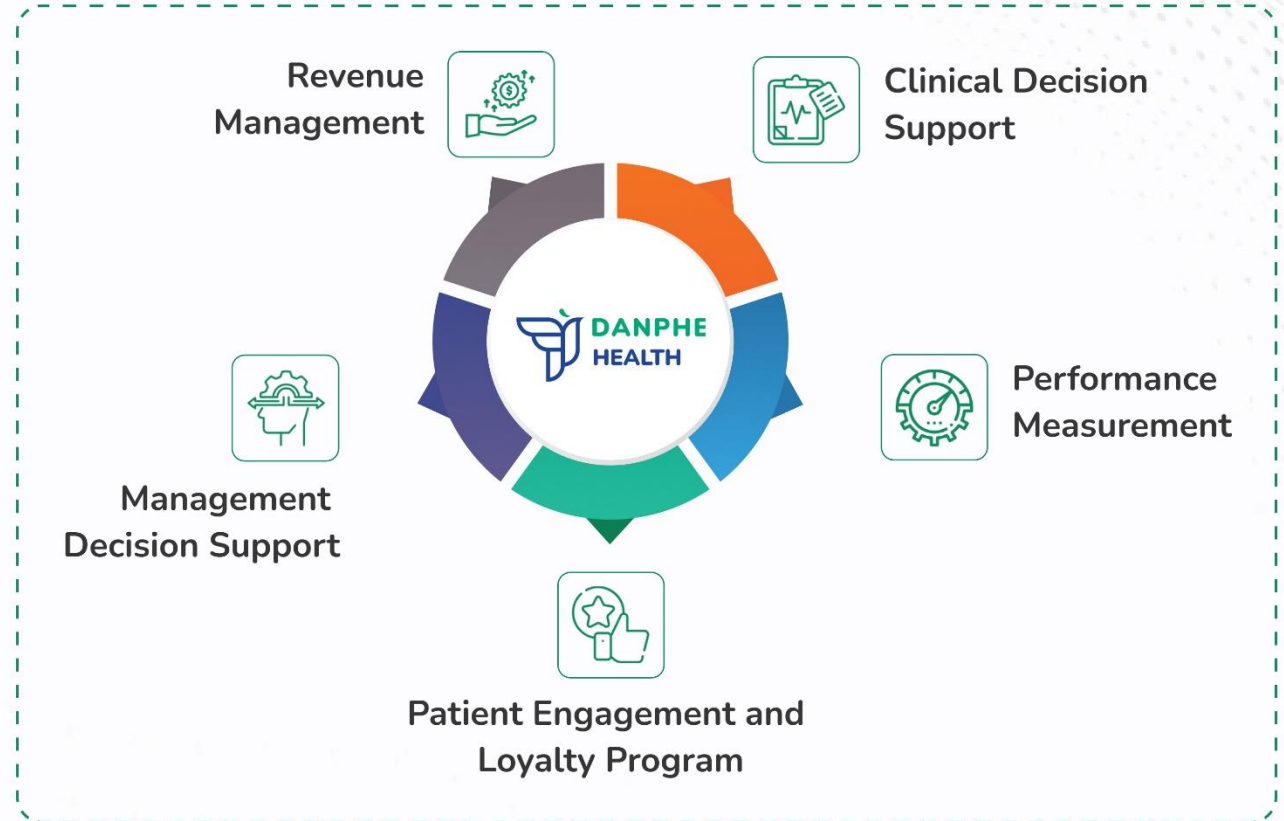 Revenue
Management
Clinical Decision
Support
DANPHE
HEALTH
Performance
Measurement
Management
Decision Support
Patient Engagement and
Loyalty Program